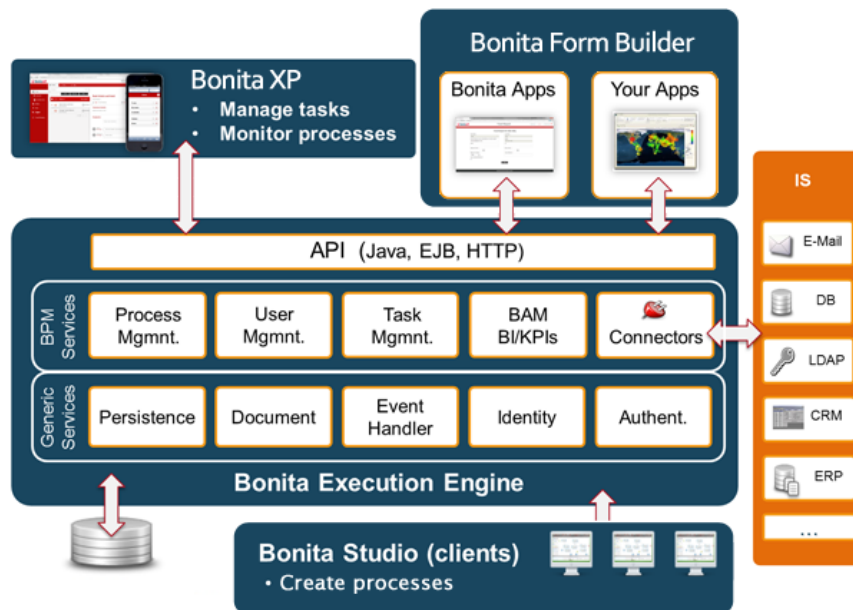 Bonita XP
• Manage tasks
• Monitor processes
Bonita Form Builder
Bonita Apps
Your Apps
API (Java, EJB, HTTP)
BPM
Services
Process
Mgmnt.
User
Mgmnt.
Task
Mgmnt.
BAM
BI/KPIs
Connectors
Generic
Services
Persistence
Document
Event
Handler
Identity
Authent.
Bonita Execution Engine
IS
E-Mail
DB
LDAP
CRM
ERP
...
Bonita Studio (clients)
• Create processes